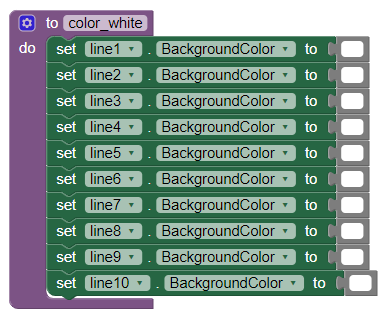 to color_white
do set line1 . BackgroundColor to
set line2 . BackgroundColor to
set line3 . BackgroundColor to
set line4 . BackgroundColor to
set line5 . BackgroundColor to
set line6 . BackgroundColor to
set line7 . BackgroundColor to
set line8 . BackgroundColor to
set line9 . BackgroundColor to
set line10 . BackgroundColor to